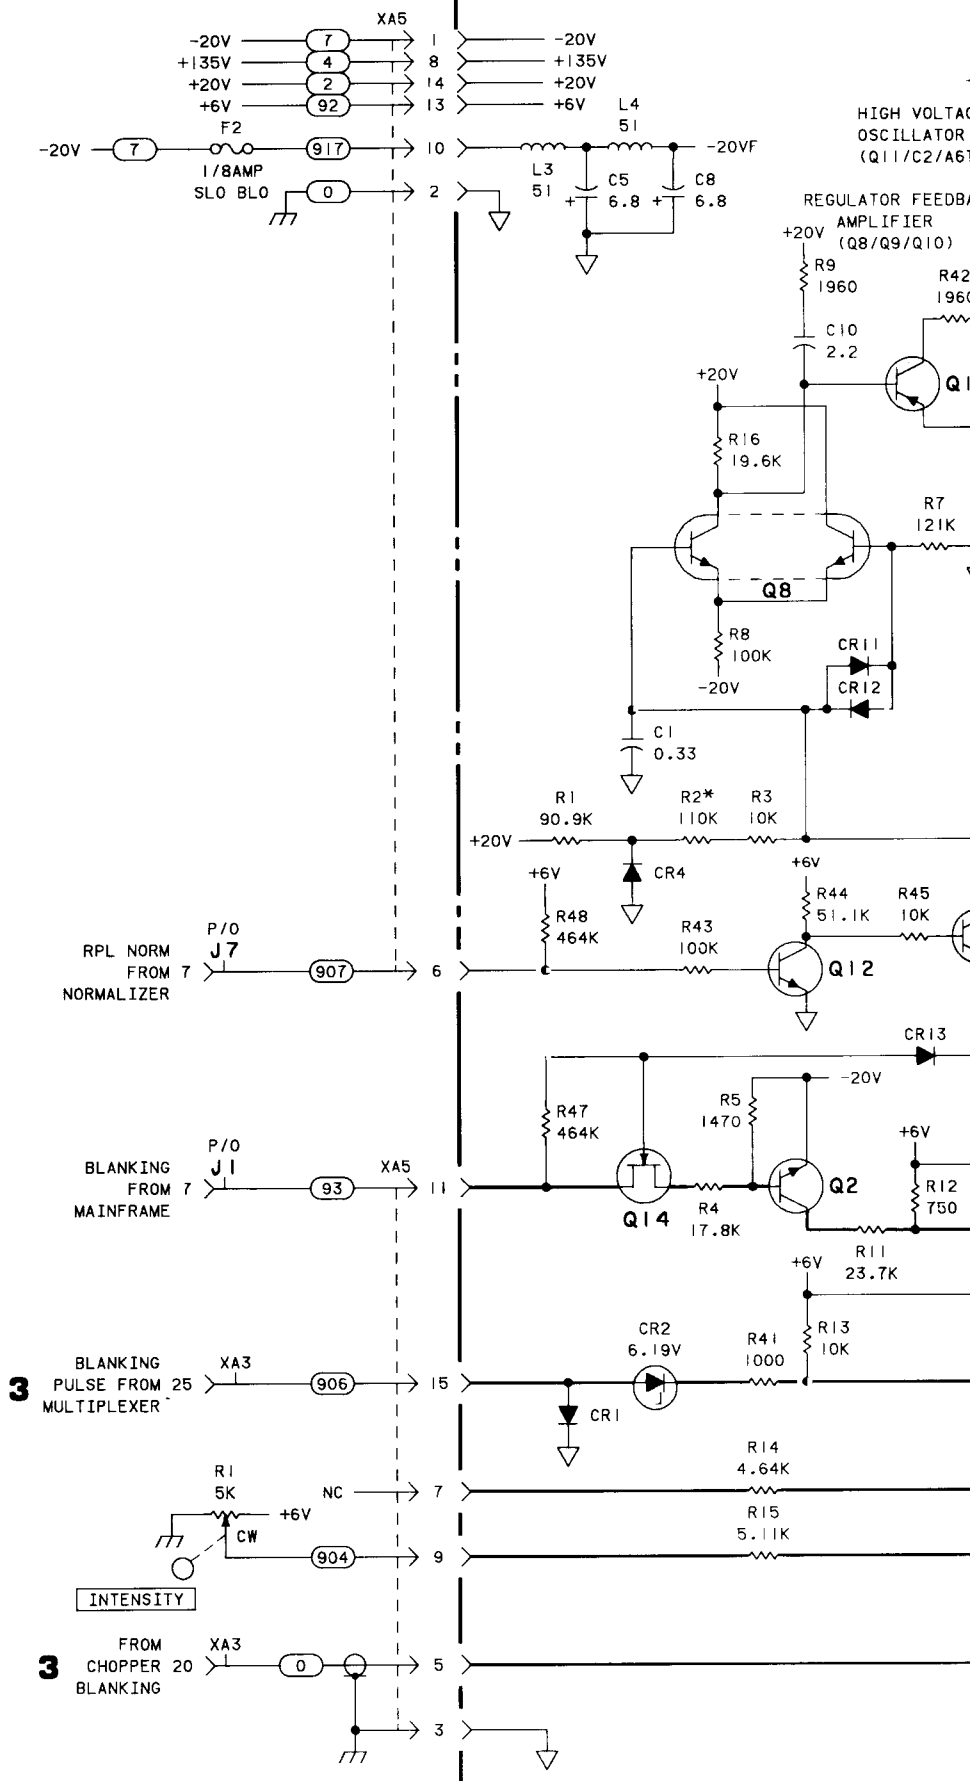 XA5
-20V 7 1 -20V
+135V 4 8 +135V
+20V 2 14 +20V
+6V 92 13 +6V
L4
51
HIGH VOLTAG
OSCILLATOR
(Q11/C2/A6T
F2
-20V 7 917 10 -20VF
1/8AMP
SLO BLO
L3
51
C5
6.8
C8
6.8
+
+
0 2
REGULATOR FEEDBA
AMPLIFIER
(Q8/Q9/Q10)
+20V
R9
1960
R42
1960
C10
2.2
+20V
Q1
R16
19.6K
R7
121K
Q8
R8
100K
-20V
CR11
CR12
C1
0.33
R1
90.9K
R2*
110K
R3
10K
+20V
CR4
+6V
+6V
R48
464K
R44
51.1K
R45
10K
R43
100K
Q12
P/O
J7
RPL NORM
FROM 7 907 6
NORMALIZER
CR13
-20V
R5
1470
R47
464K
+6V
P/O
J1
XA5
BLANKING
FROM 7 93 11
MAINFRAME
Q14
R4
17.8K
Q2
R12
750
R11
23.7K
+6V
CR2
6.19V
R41
1000
R13
10K
XA3
BLANKING
3 PULSE FROM 25 906 15
MULTIPLEXER
CR1
R14
4.64K
R1
5K
NC 7
+6V
CW
R15
5.11K
904 9
INTENSITY
FROM XA3
3 CHOPPER 20 0 5
BLANKING
3